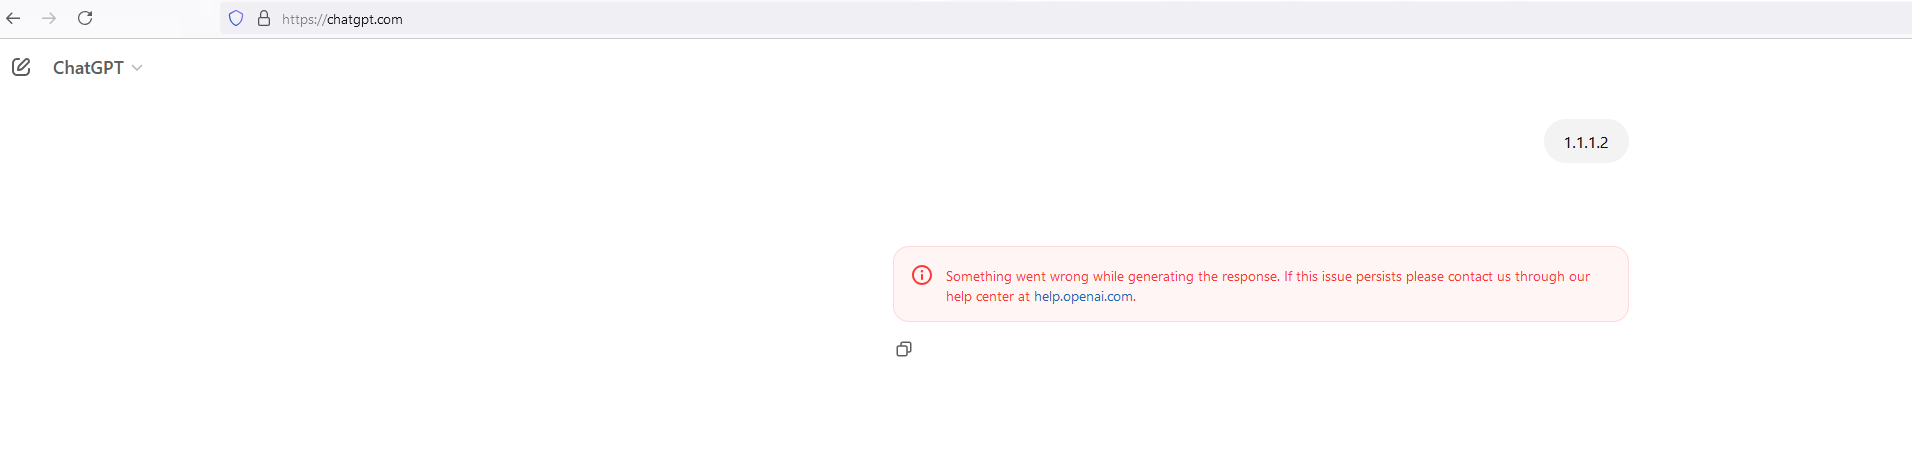 https://chatgpt.com
ChatGPT
1.1.1.2
Something went wrong while generating the response. If this issue persists please contact us through our
help center at help.openai.com.